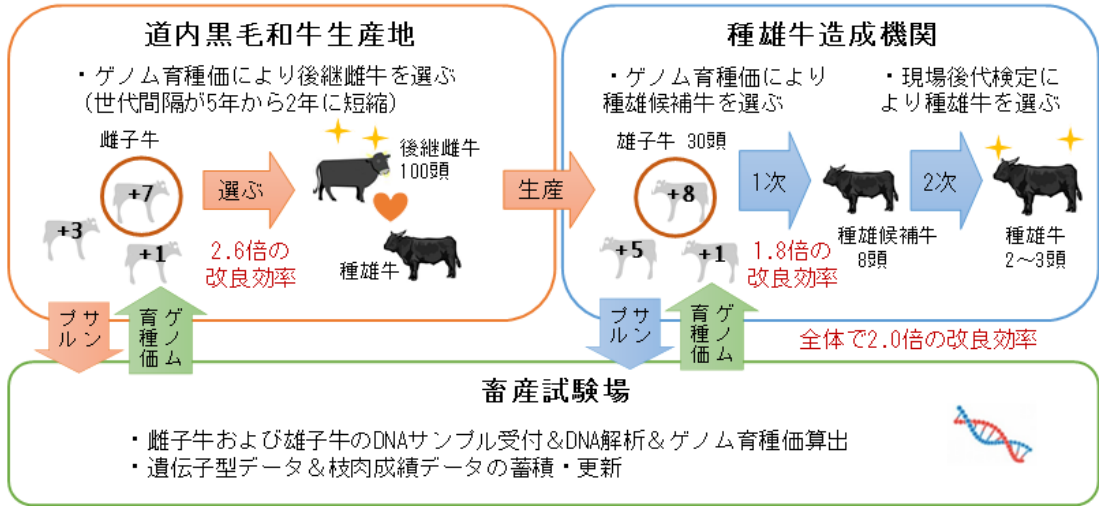 道内黒毛和牛生産地
・ゲノム育種価により後継雌牛を選ぶ
（世代間隔が5年から2年に短縮）
雌子牛
+7
+3
+1
選ぶ
2.6倍の
改良効率
後継雌牛
100頭
種雄牛
生産
種雄牛造成機関
・ゲノム育種価により
種雄候補牛を選ぶ
・現場後代検定に
より種雄牛を選ぶ
雄子牛 30頭
+8
+5
+1
1次
1.8倍の
改良効率
種雄候補牛
8頭
2次
種雄牛
2～3頭
サン
プル
ゲノム
育種価
サン
プル
ゲノム
育種価
全体で2.0倍の改良効率
畜産試験場
・雌子牛および雄子牛のDNAサンプル受付&DNA解析&ゲノム育種価算出
・遺伝子型データ&枝肉成績データの蓄積・更新